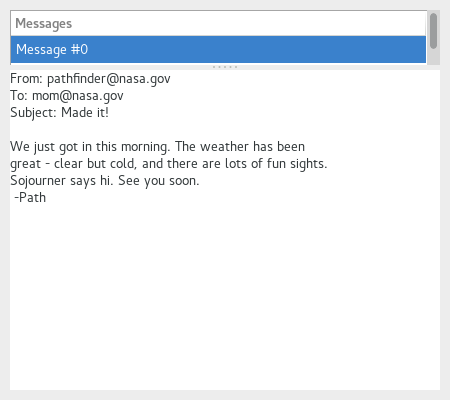 Messages
Message #0
From: pathfinder@nasa.gov
To: mom@nasa.gov
Subject: Made it!

We just got in this morning. The weather has been
great - clear but cold, and there are lots of fun sights.
Sojourner says hi. See you soon.
-Path